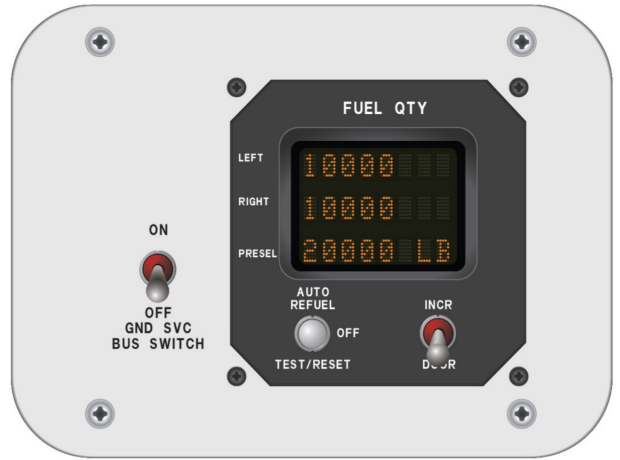 FUEL QTY
LEFT 10000
RIGHT 10000
PRESEL 20000 LB
ON
OFF
GND SVC
BUS SWITCH
AUTO
REFUEL
OFF
TEST/RESET
INCR